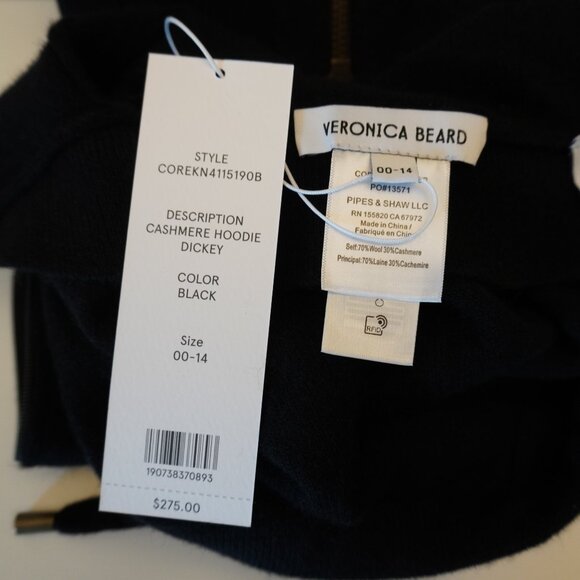 STYLE
COREKN4115190B
DESCRIPTION
CASHMERE HOODIE
DICKEY
COLOR
BLACK
Size
00-14
190738370893
$275.00
VERONICA BEARD
00-14
PO#13571
PIPES & SHAW LLC
RN 155820 CA 67972
Made in China /
Fabriqué en Chine
Self:70%Wool 30%Cashmere
Principal:70%Laine 30%Cachemire
RFID